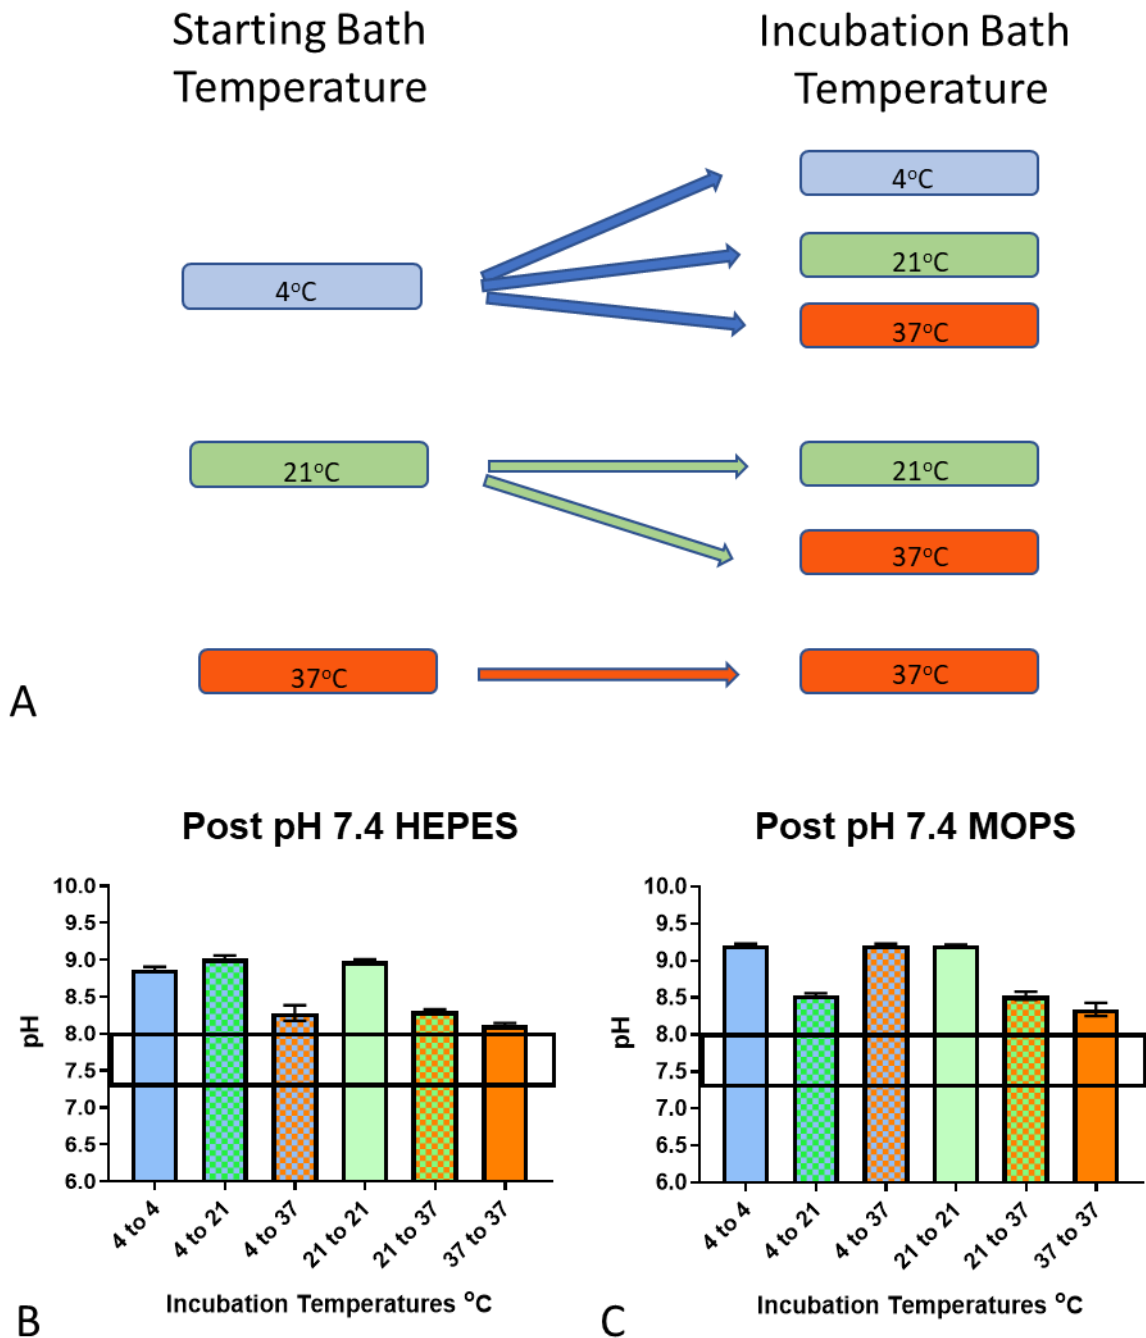 Starting Bath
Temperature
Incubation Bath
Temperature
4°C
4°C
21°C
37°C
21°C
21°C
37°C
37°C
37°C
A
Post pH 7.4 HEPES
pH
10.0
9.5
9.0
8.5
8.0
7.5
7.0
6.5
6.0
4 to 4
4 to 21
4 to 37
21 to 21
21 to 37
37 to 37
Incubation Temperatures °C
B
Post pH 7.4 MOPS
pH
10.0
9.5
9.0
8.5
8.0
7.5
7.0
6.5
6.0
4 to 4
4 to 21
4 to 37
21 to 21
21 to 37
37 to 37
Incubation Temperatures °C
C